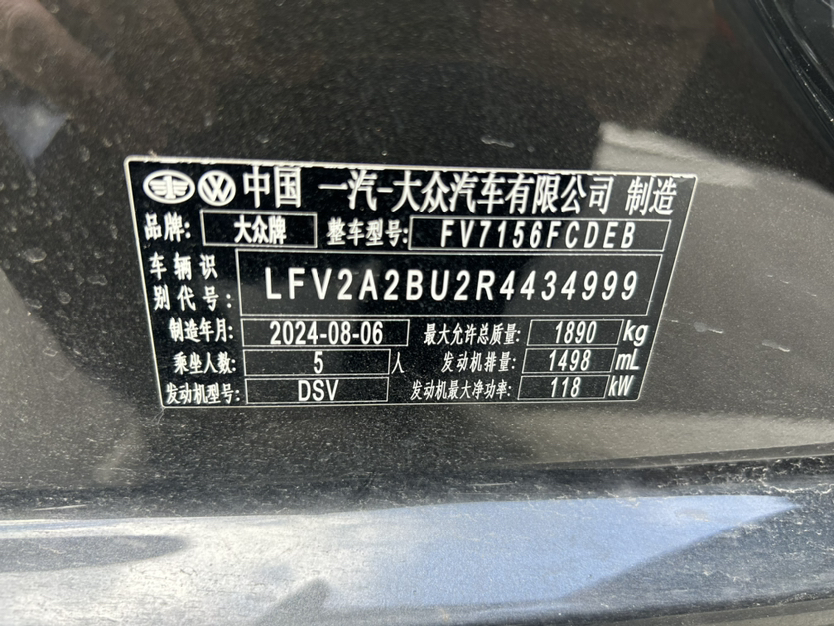 中国 一汽-大众汽车有限公司 制造
品牌: 大众牌 整车型号: FV7156FCDEB
车辆识别代号: LFV2A2BU2R4434999
制造年月: 2024-08-06 最大允许总质量: 1890 kg
乘坐人数: 5 人 发动机排量: 1498 mL
发动机型号: DSV 发动机最大净功率: 118 kW